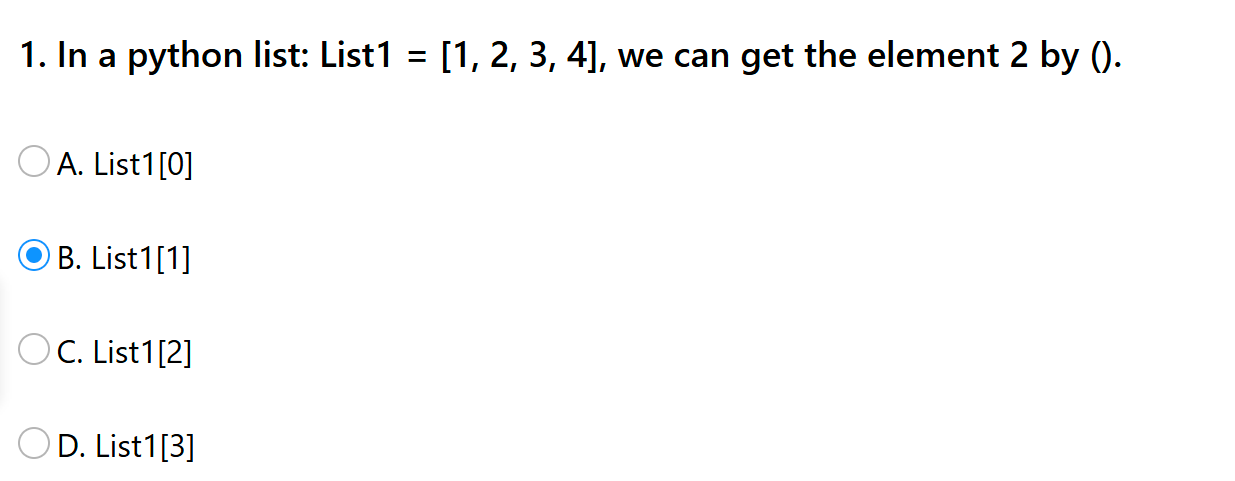 1. In a python list: List1 = [1, 2, 3, 4], we can get the element 2 by ().
A. List1[0]
B. List1[1]
C. List1[2]
D. List1[3]